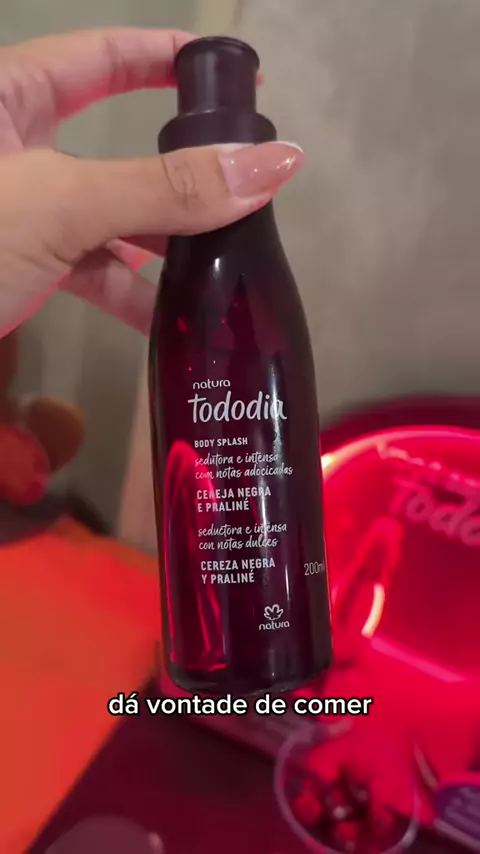 natura
Tododia
BODY SPLASH
sedutora e intensa
com notas adocicadas
CEREJA NEGRA
E PRALINÉ
seductora e intensa
con notas dulces
CEREZA NEGRA
Y PRALINÉ
200ml
natura
Tododia
dá vontade de comer